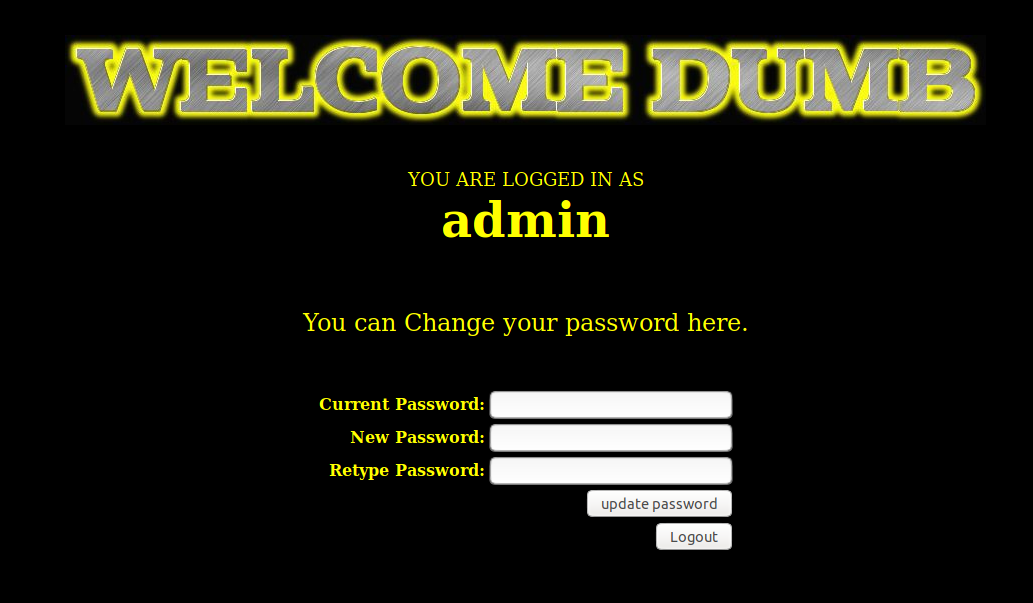 WELCOME DUMB
YOU ARE LOGGED IN AS
admin
You can Change your password here.
Current Password:
New Password:
Retype Password:
update password
Logout